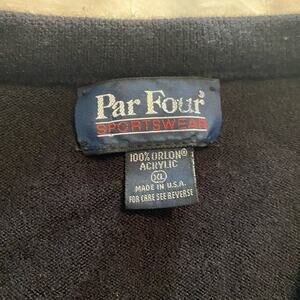 Par Four®
SPORTSWEAR
100% ORLON®
ACRYLIC
XL
MADE IN U.S.A.
FOR CARE SEE REVERSE